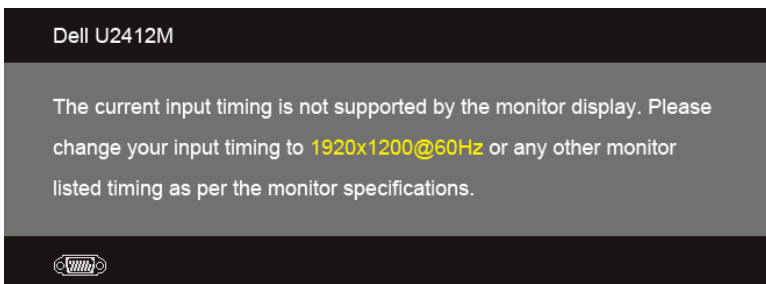 Dell U2412M
The current input timing is not supported by the monitor display. Please
change your input timing to 1920x1200@60Hz or any other monitor
listed timing as per the monitor specifications.